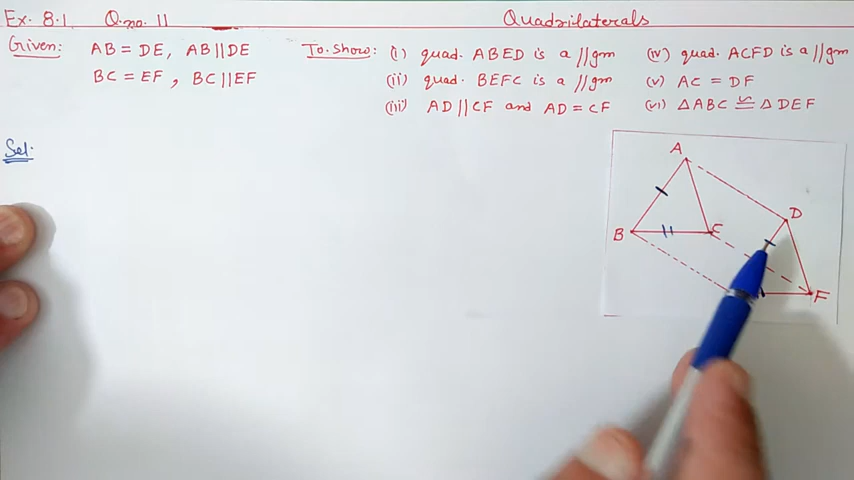 Ex. 8.1 Q.no. 11 Quadrilaterals
Given: AB = DE, AB || DE
BC = EF, BC || EF
To Show: (i) quad. ABED is a //gm
(ii) quad. BEFC is a //gm
(iii) AD || CF and AD = CF
(iv) quad. ACFD is a //gm
(v) AC = DF
(vi) △ABC ≅ △DEF
Sol.
A
D
B
C
F